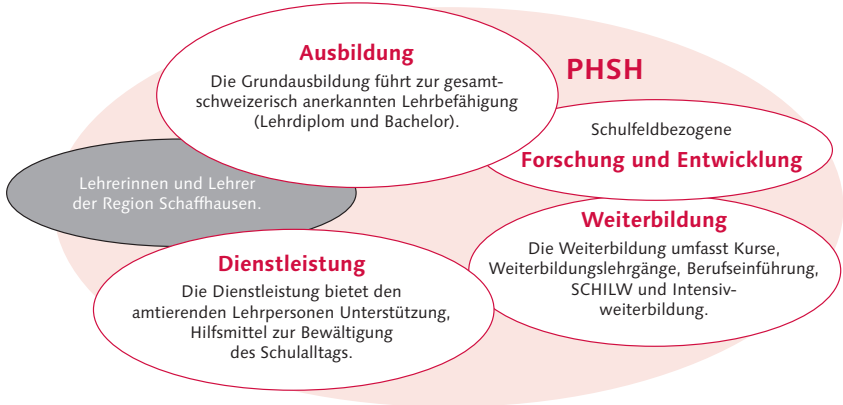 Ausbildung
Die Grundausbildung führt zur gesamt-
schweizerisch anerkannten Lehrbefähigung
(Lehrdiplom und Bachelor).
PHSH
Schulfeldbezogene
Forschung und Entwicklung
Lehrerinnen und Lehrer
der Region Schaffhausen.
Weiterbildung
Die Weiterbildung umfasst Kurse,
Weiterbildungslehrgänge, Berufseinführung,
SCHILW und Intensiv-
weiterbildung.
Dienstleistung
Die Dienstleistung bietet den
amtierenden Lehrpersonen Unterstützung,
Hilfsmittel zur Bewältigung
des Schulalltags.